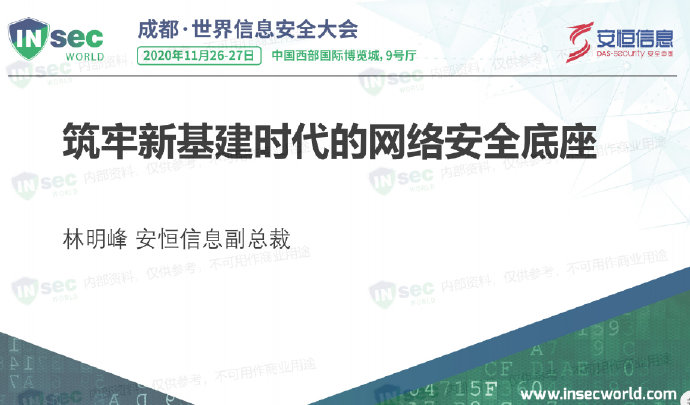 INsec
WORLD
成都·世界信息安全大会
2020年11月26-27日 中国西部国际博览城，9号厅
安恒信息
DAS-Security 安全中国
筑牢新基建时代的网络安全底座
林明峰 安恒信息副总裁
INsec WORLD 内部资料，仅供参考，不可用作商业用途
www.insecworld.com